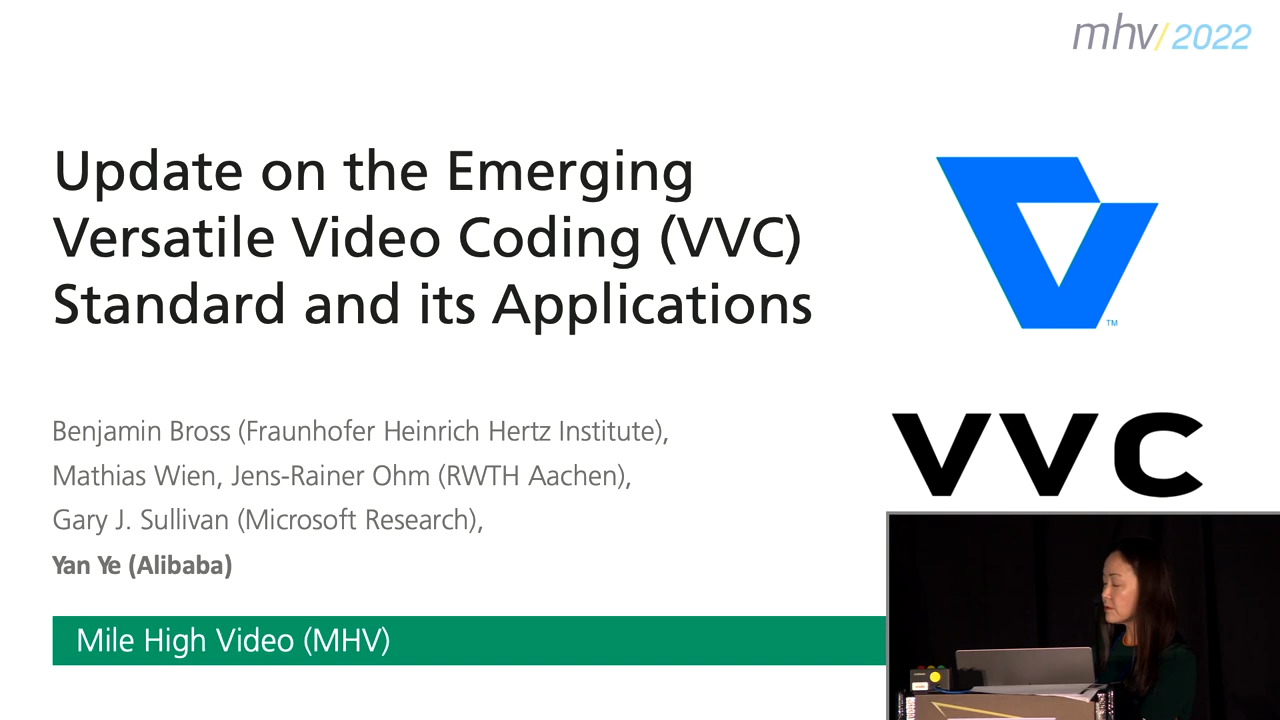 mhv/2022
Update on the Emerging
Versatile Video Coding (VVC)
Standard and its Applications
TM
VVC
Benjamin Bross (Fraunhofer Heinrich Hertz Institute),
Mathias Wien, Jens-Rainer Ohm (RWTH Aachen),
Gary J. Sullivan (Microsoft Research),
Yan Ye (Alibaba)
Mile High Video (MHV)